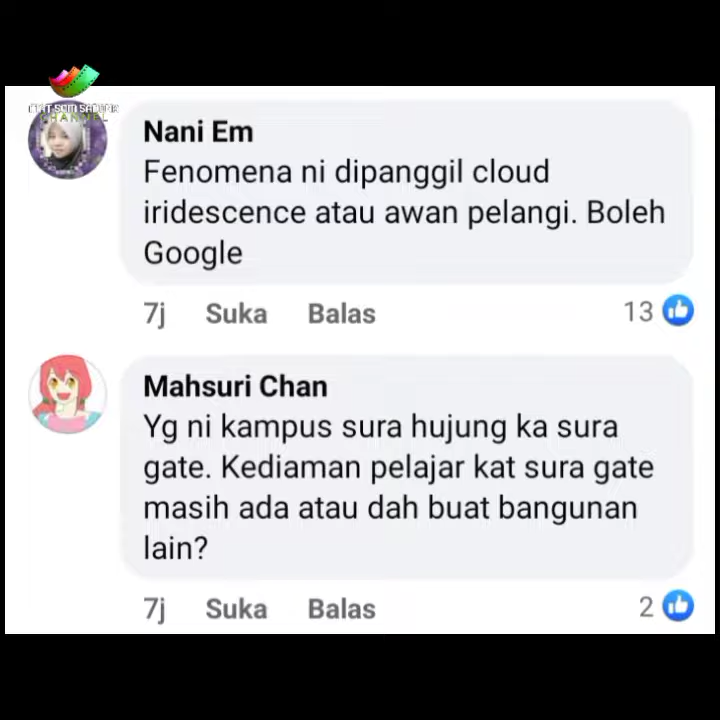 CHANNEL
Nani Em
Fenomena ni dipanggil cloud
iridescence atau awan pelangi. Boleh
Google
7j Suka Balas 13
Mahsuri Chan
Yg ni kampus sura hujung ka sura
gate. Kediaman pelajar kat sura gate
masih ada atau dah buat bangunan
lain?
7j Suka Balas 2